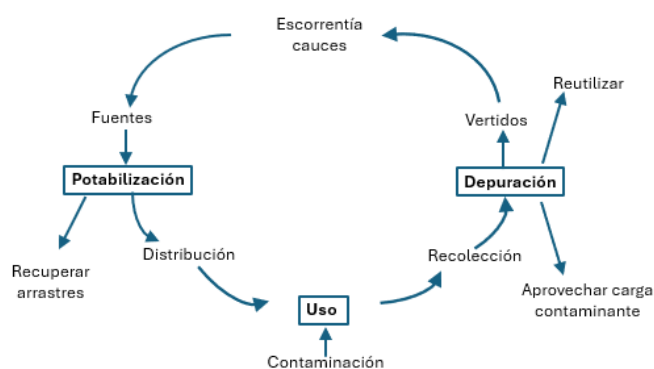 Escorrentía
cauces
Reutilizar
Fuentes
Vertidos
Potabilización
Depuración
Distribución
Recolección
Recuperar
arrastres
Aprovechar carga
contaminante
Uso
Contaminación